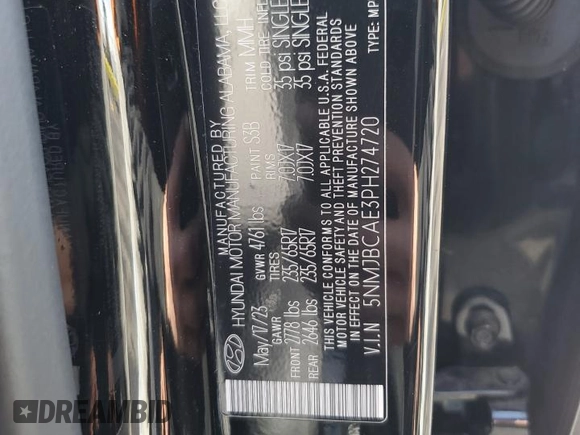 MANUFACTURED BY
HYUNDAI MOTOR MANUFACTURING ALABAMA, LLC
May/17/23
GVWR 4761 lbs PAINT S3B TRIM MMH
GAWR TIRES RIMS COLD TIRE
FRONT 2778 lbs 235/65R17 7.0JX17 35 psi SINGLE
REAR 2646 lbs 235/65R17 7.0JX17 35 psi SINGLE
THIS VEHICLE CONFORMS TO ALL APPLICABLE U.S.A. FEDERAL
MOTOR VEHICLE SAFETY AND THEFT PREVENTION STANDARDS
IN EFFECT ON THE DATE OF MANUFACTURE SHOWN ABOVE
V.I.N 5NMJBCAE3PH274720 TYPE: MP
DREAMBID